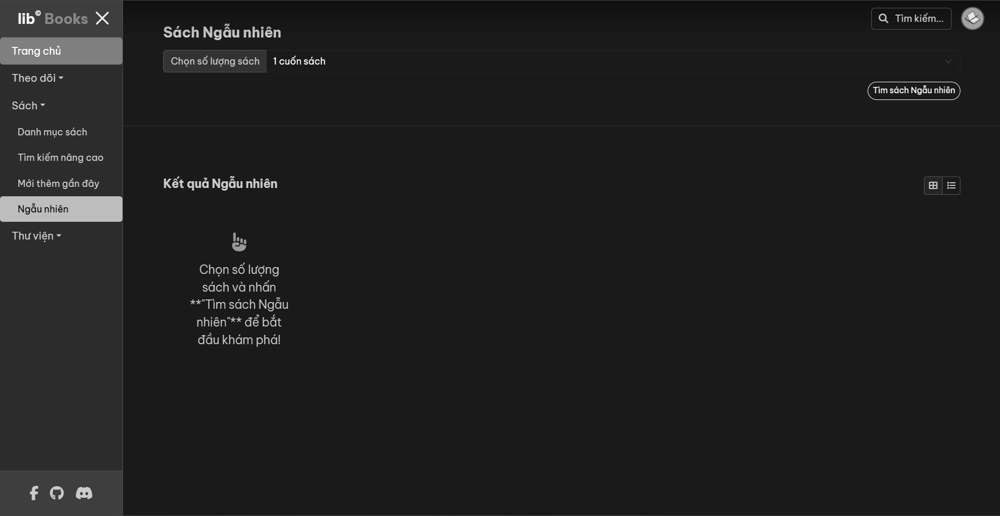 lib© Books
Trang chủ
Theo dõi
Sách
Danh mục sách
Tìm kiếm nâng cao
Mới thêm gần đây
Ngẫu nhiên
Thư viện
Tìm kiếm...
Sách Ngẫu nhiên
Chọn số lượng sách 1 cuốn sách
Tìm sách Ngẫu nhiên
Kết quả Ngẫu nhiên
Chọn số lượng
sách và nhấn
**"Tìm sách Ngẫu
nhiên"** để bắt
đầu khám phá!